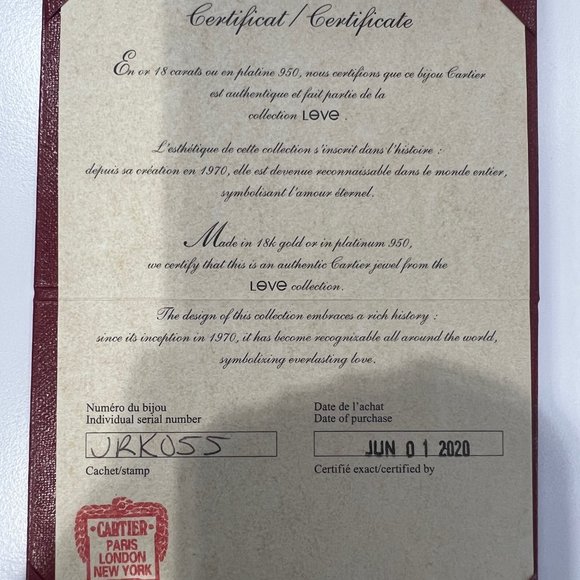 Certificat / Certificate
En or 18 carats ou en platine 950, nous certifions que ce bijou Cartier
est authentique et fait partie de la
collection LOVE
L'esthétique de cette collection s'inscrit dans l'histoire :
depuis sa création en 1970, elle est devenue reconnaissable dans le monde entier,
symbolisant l'amour éternel.
Made in 18k gold or in platinum 950,
we certify that this is an authentic Cartier jewel from the
LOVE collection.
The design of this collection embraces a rich history :
since its inception in 1970, it has become recognizable all around the world,
symbolizing everlasting love.
Numéro du bijou
Individual serial number
JRK055
Cachet/stamp
Date de l'achat
Date of purchase
JUN 01 2020
Certifié exact/certified by
CARTIER
PARIS
LONDON
NEW YORK